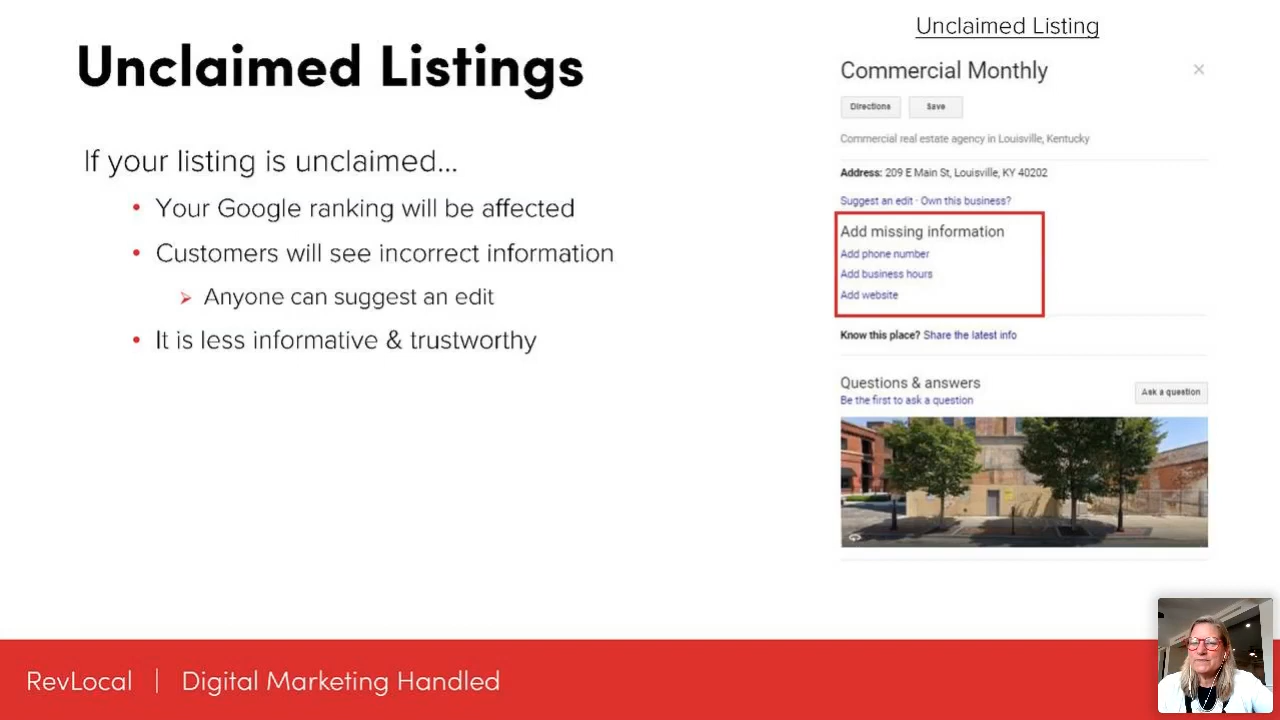 Unclaimed Listings
If your listing is unclaimed...
• Your Google ranking will be affected
• Customers will see incorrect information
➢ Anyone can suggest an edit
• It is less informative & trustworthy
Unclaimed Listing
Commercial Monthly
Directions Save
Commercial real estate agency in Louisville, Kentucky
Address: 209 E Main St, Louisville, KY 40202
Suggest an edit · Own this business?
Add missing information
Add phone number
Add business hours
Add website
Know this place? Share the latest info
Questions & answers
Be the first to ask a question
Ask a question
RevLocal | Digital Marketing Handled